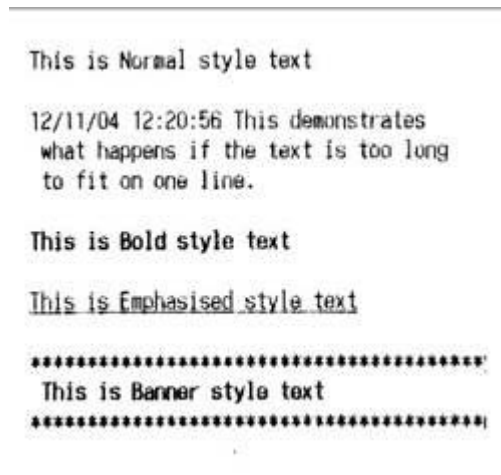 This is Normal style text
12/11/04 12:20:56 This demonstrates
what happens if the text is too long
to fit on one line.
This is Bold style text
This is Emphasised style text
****************************************
This is Banner style text
****************************************